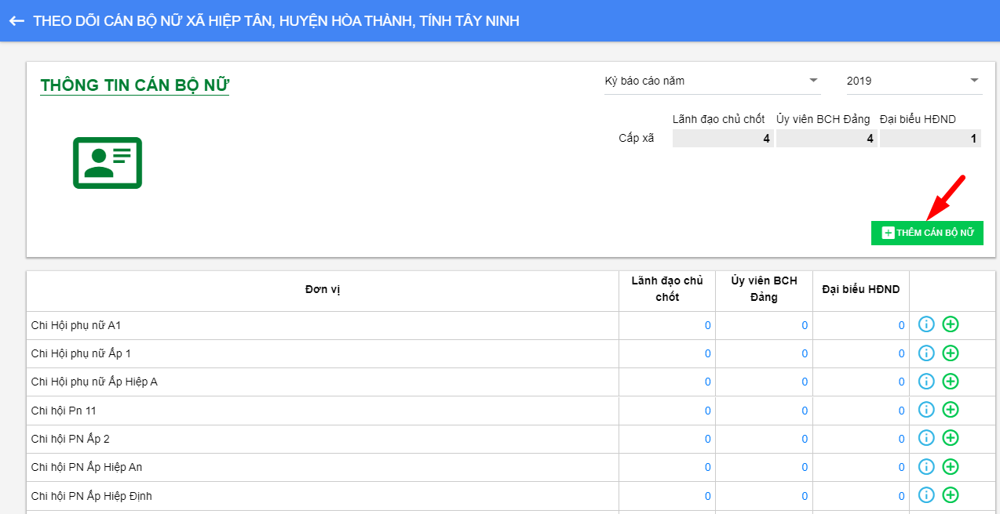 THEO DÕI CÁN BỘ NỮ XÃ HIỆP TÂN, HUYỆN HÒA THÀNH, TỈNH TÂY NINH
THÔNG TIN CÁN BỘ NỮ
Kỳ báo cáo năm 2019
Lãnh đạo chủ chốt Ủy viên BCH Đảng Đại biểu HĐND
Cấp xã 4 4 1
THÊM CÁN BỘ NỮ
Đơn vị Lãnh đạo chủ chốt Ủy viên BCH Đảng Đại biểu HĐND
Chi Hội phụ nữ A1 0 0 0
Chi Hội phụ nữ Ấp 1 0 0 0
Chi Hội phụ nữ Ấp Hiệp A 0 0 0
Chi hội Pn 11 0 0 0
Chi hội PN Ấp 2 0 0 0
Chi hội PN Ấp Hiệp An 0 0 0
Chi hội PN Ấp Hiệp Định 0 0 0